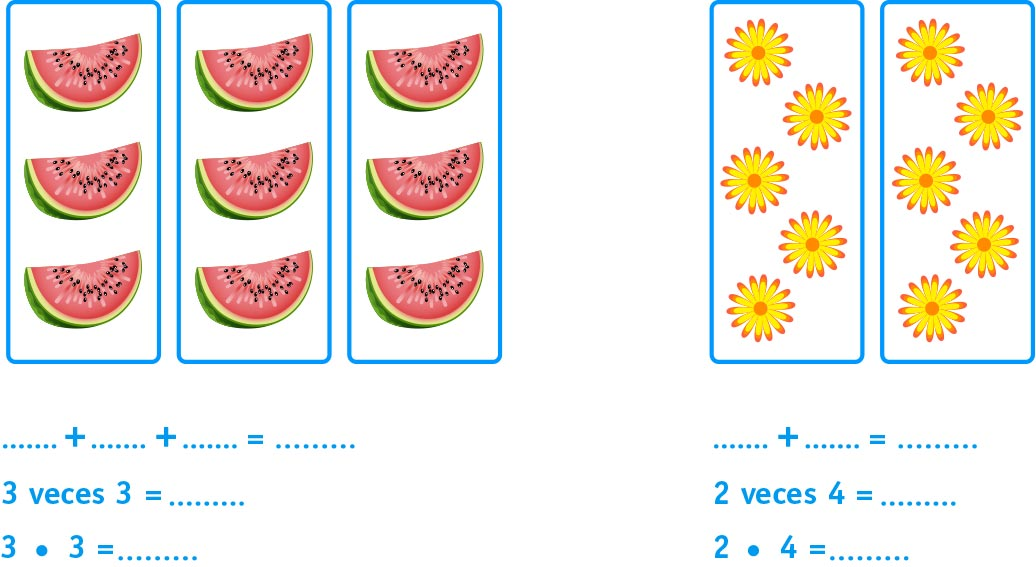 ....... + ....... + ....... = .........
3 veces 3 = .........
3 • 3 = .........
....... + ....... = .........
2 veces 4 = .........
2 • 4 = .........